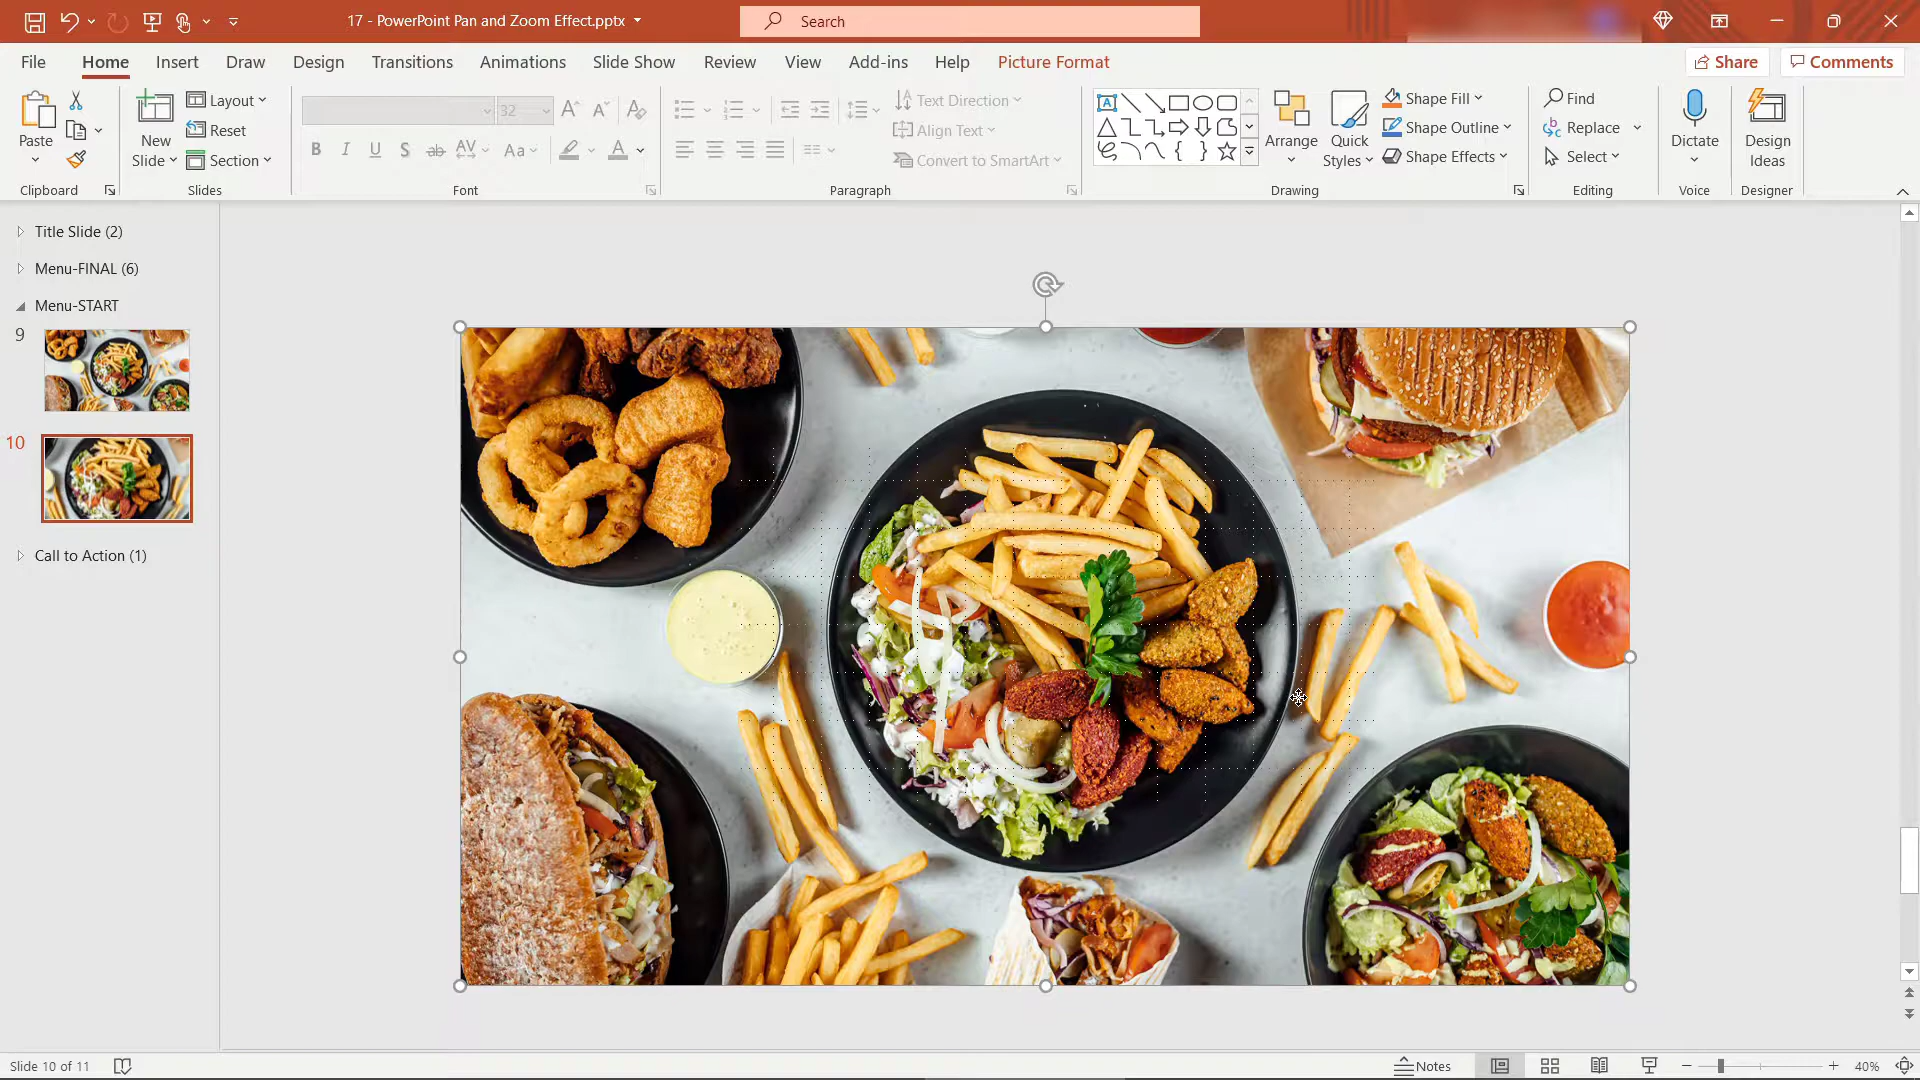 17 - PowerPoint Pan and Zoom Effect.pptx
Search
File Home Insert Draw Design Transitions Animations Slide Show Review View Add-ins Help Picture Format
Share
Comments
Paste
New
Slide
Layout
Reset
Section
32
B I U S ab AV Aa A
Text Direction
Align Text
Convert to SmartArt
Arrange
Quick
Styles
Shape Fill
Shape Outline
Shape Effects
Find
Replace
Select
Dictate
Design
Ideas
Clipboard Slides Font Paragraph Drawing Editing Voice Designer
Title Slide (2)
Menu-FINAL (6)
Menu-START
9
10
Call to Action (1)
Slide 10 of 11
Notes
40%